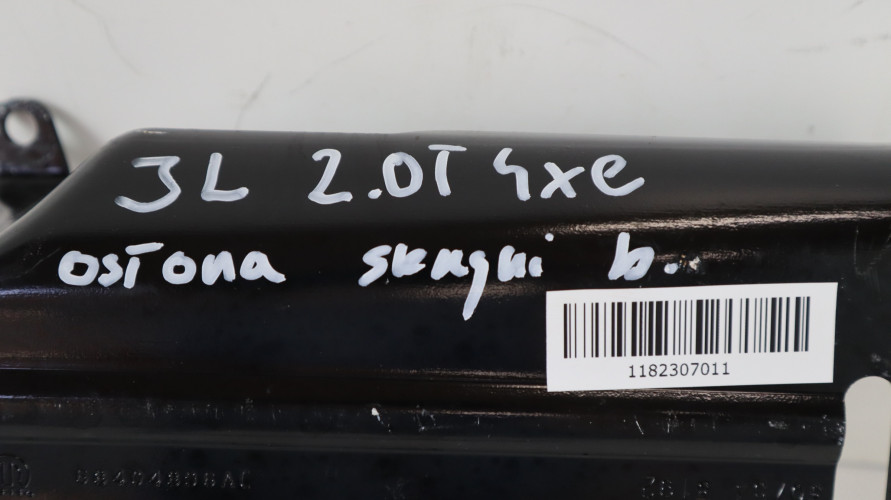 JL 2.0T 4xe
osłona skrzyni b.
1182307011